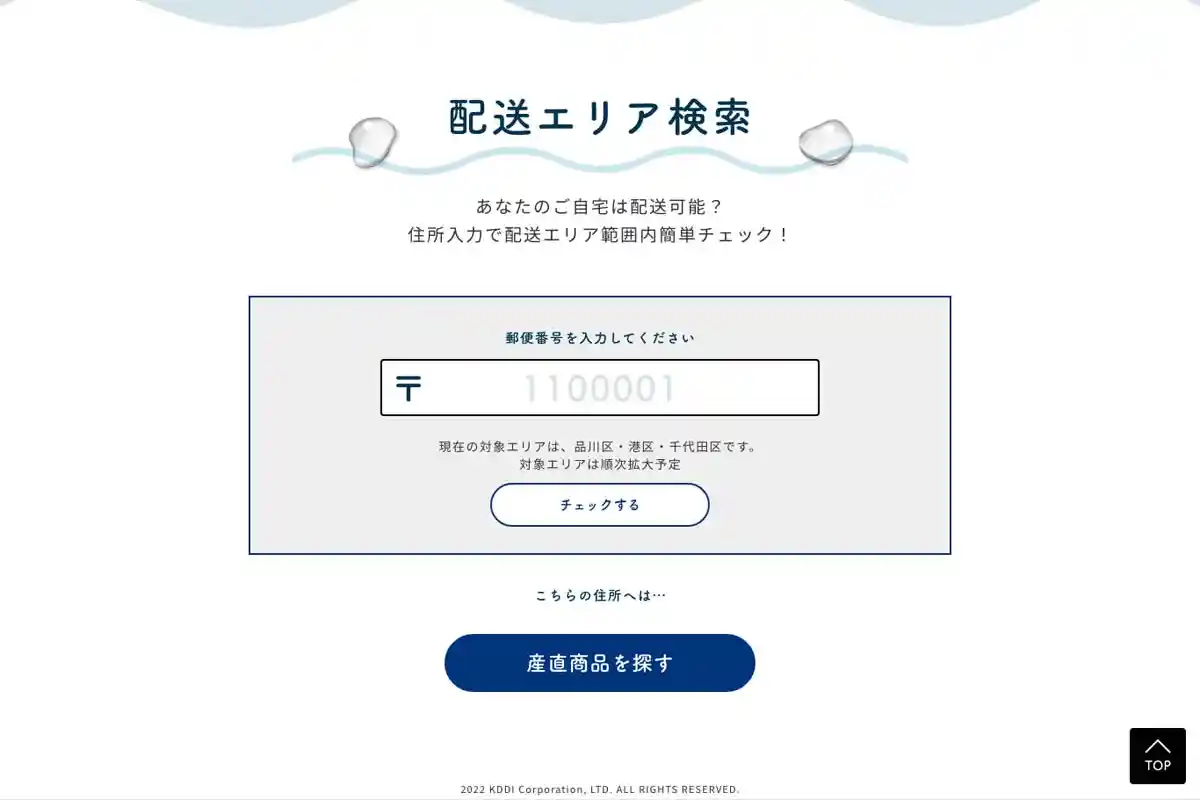 配送エリア検索
あなたのご自宅は配送可能？
住所入力で配送エリア範囲内簡単チェック！
郵便番号を入力してください
〒 1100001
現在の対象エリアは、品川区・港区・千代田区です。
対象エリアは順次拡大予定
チェックする
こちらの住所へは…
産直商品を探す
TOP
2022 KDDI Corporation, LTD. ALL RIGHTS RESERVED.